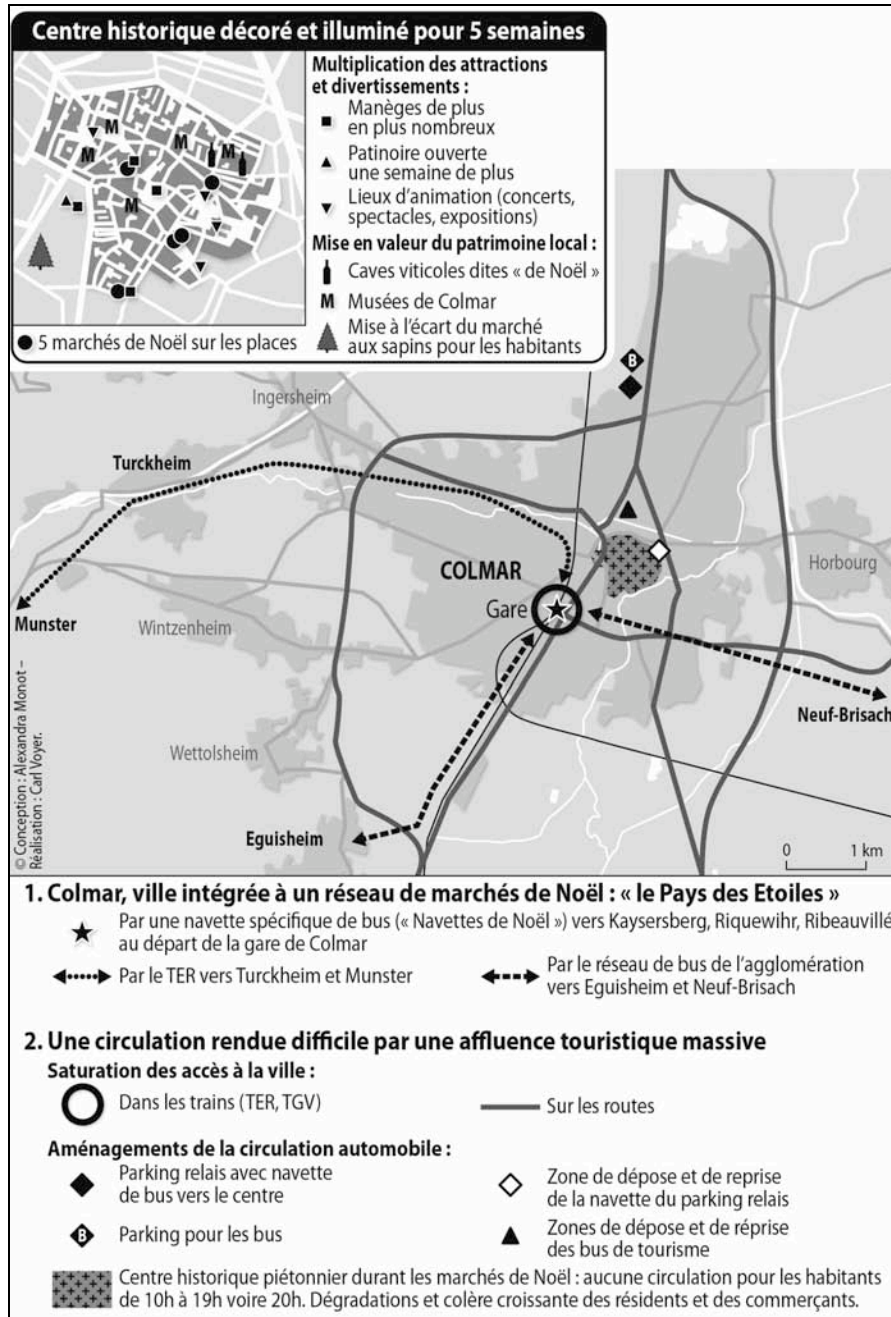 Centre historique décoré et illuminé pour 5 semaines
Multiplication des attractions
et divertissements :
Manèges de plus
en plus nombreux
Patinoire ouverte
une semaine de plus
Lieux d'animation (concerts,
spectacles, expositions)
Mise en valeur du patrimoine local :
Caves viticoles dites « de Noël »
M Musées de Colmar
Mise à l'écart du marché
aux sapins pour les habitants
M
M
M
M
5 marchés de Noël sur les places
B
Ingersheim
Turckheim
COLMAR
Horbourg
Gare
Munster
Wintzenheim
Neuf-Brisach
Wettolsheim
Eguisheim
0 1 km
© Conception : Alexandra Monot –
Réalisation : Carl Voyer.
1. Colmar, ville intégrée à un réseau de marchés de Noël : « le Pays des Etoiles »
Par une navette spécifique de bus (« Navettes de Noël ») vers Kaysersberg, Riquewihr, Ribeauvillé
au départ de la gare de Colmar
Par le TER vers Turckheim et Munster
Par le réseau de bus de l'agglomération
vers Eguisheim et Neuf-Brisach
2. Une circulation rendue difficile par une affluence touristique massive
Saturation des accès à la ville :
Dans les trains (TER, TGV)
Sur les routes
Aménagements de la circulation automobile :
Parking relais avec navette
de bus vers le centre
Zone de dépose et de reprise
de la navette du parking relais
B Parking pour les bus
Zones de dépose et de réprise
des bus de tourisme
Centre historique piétonnier durant les marchés de Noël : aucune circulation pour les habitants
de 10h à 19h voire 20h. Dégradations et colère croissante des résidents et des commerçants.